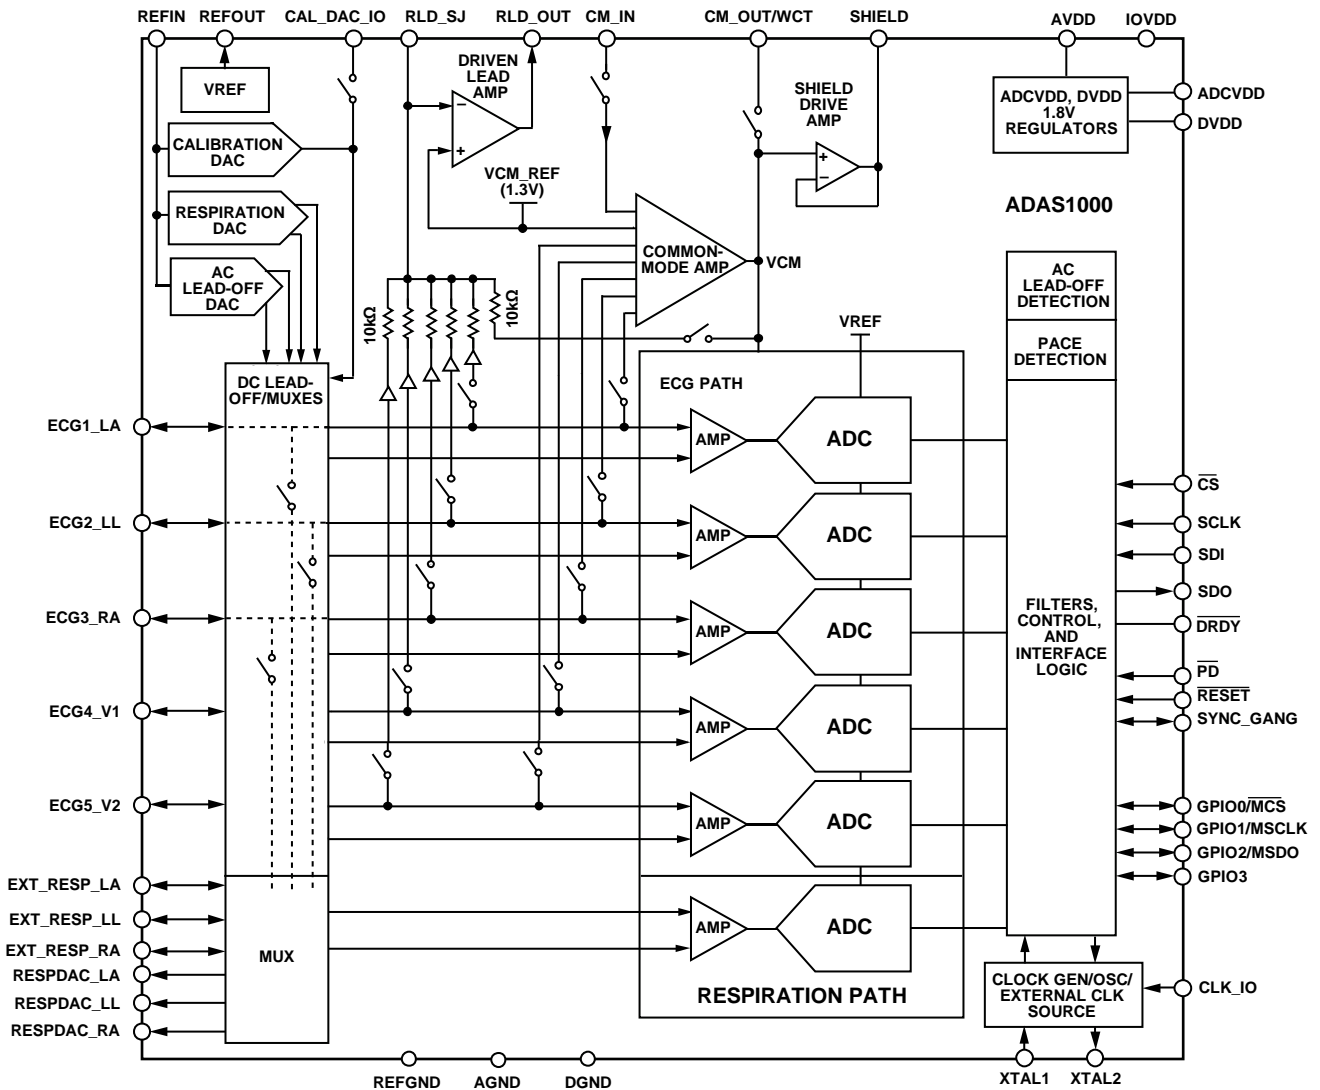 REFIN REFOUT CAL_DAC_IO RLD_SJ RLD_OUT CM_IN CM_OUT/WCT SHIELD AVDD IOVDD
VREF
DRIVEN
LEAD
AMP
–
+
SHIELD
DRIVE
AMP
+
–
ADCVDD, DVDD
1.8V
REGULATORS
ADCVDD
DVDD
CALIBRATION
DAC
VCM_REF
(1.3V)
ADAS1000
RESPIRATION
DAC
COMMON-
MODE AMP
VCM
AC
LEAD-OFF
DAC
10kΩ
10kΩ
VREF
AC
LEAD-OFF
DETECTION
PACE
DETECTION
DC LEAD-
OFF/MUXES
ECG PATH
ECG1_LA
AMP
ADC
ECG2_LL
AMP
ADC
ECG3_RA
AMP
ADC
ECG4_V1
AMP
ADC
ECG5_V2
AMP
ADC
FILTERS,
CONTROL,
AND
INTERFACE
LOGIC
CS
SCLK
SDI
SDO
DRDY
PD
RESET
SYNC_GANG
GPIO0/MCS
GPIO1/MSCLK
GPIO2/MSDO
GPIO3
EXT_RESP_LA
EXT_RESP_LL
EXT_RESP_RA
RESPDAC_LA
RESPDAC_LL
RESPDAC_RA
MUX
AMP
ADC
RESPIRATION PATH
CLOCK GEN/OSC/
EXTERNAL CLK
SOURCE
CLK_IO
REFGND AGND DGND XTAL1 XTAL2